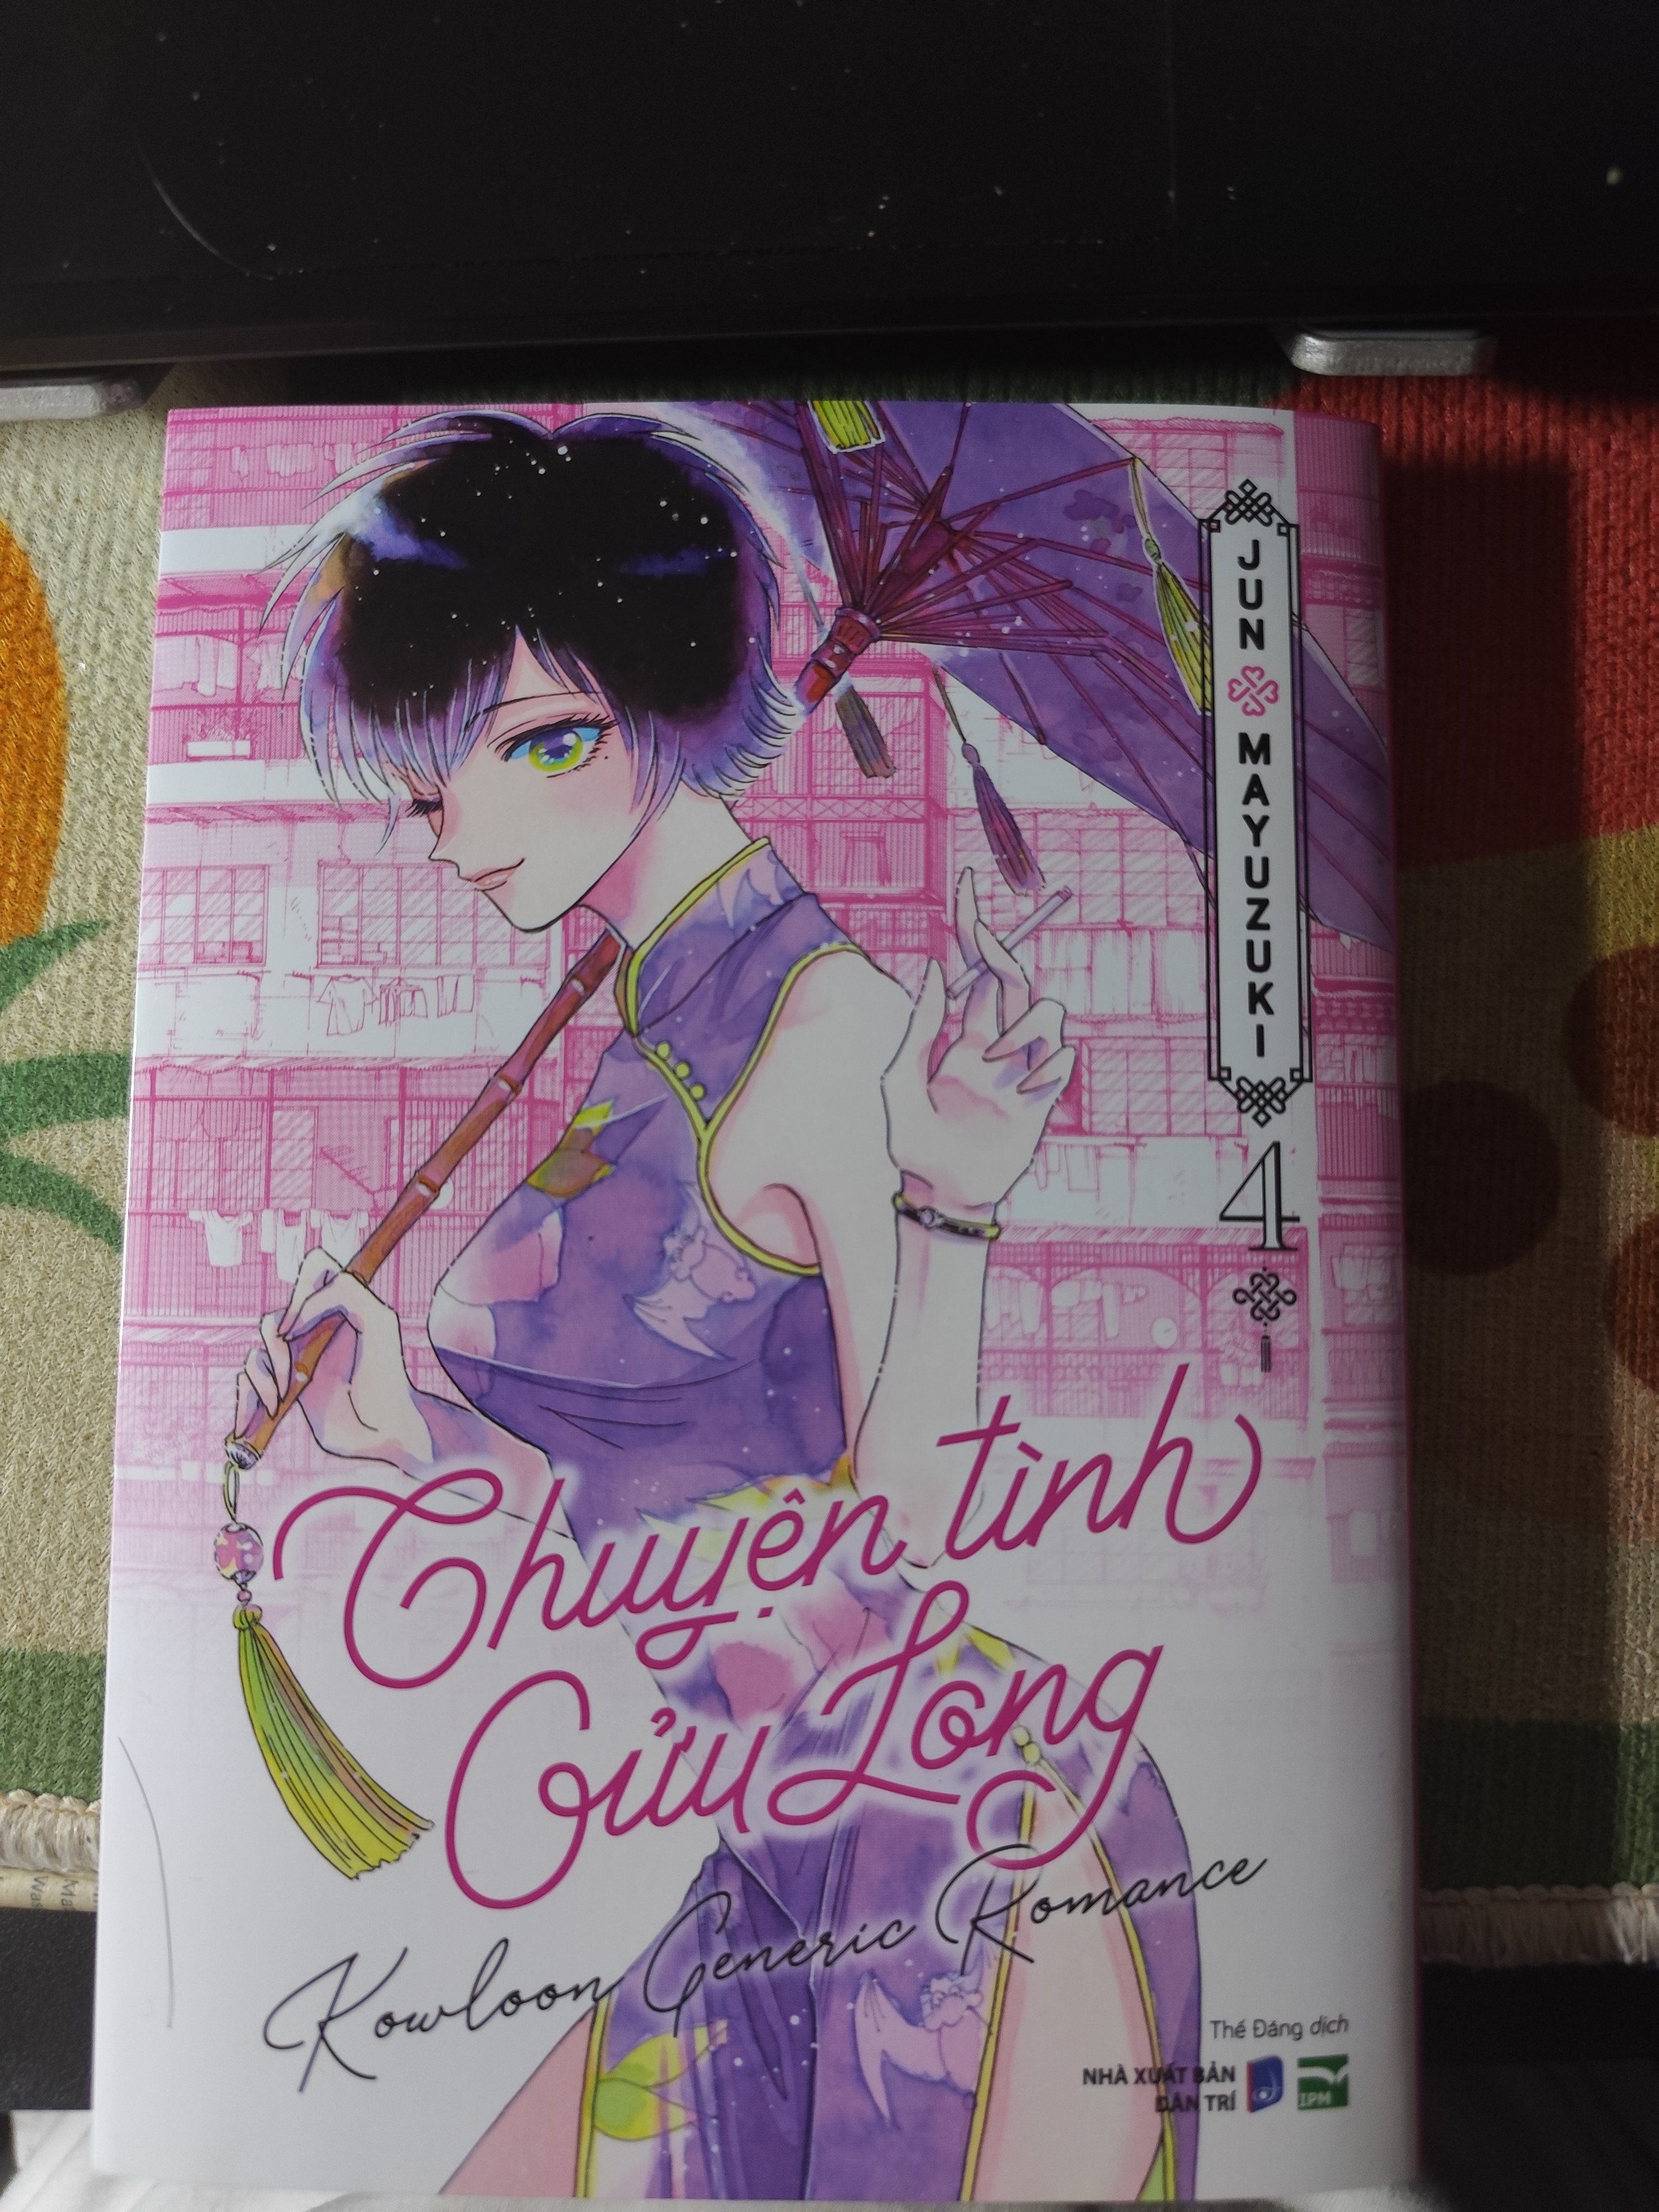 JUN MAYUZUKI
4
Chuyện tình
Cửu Long
Kowloon Generic Romance
Thế Đăng dịch
NHÀ XUẤT BẢN
DÂN TRÍ
IPM